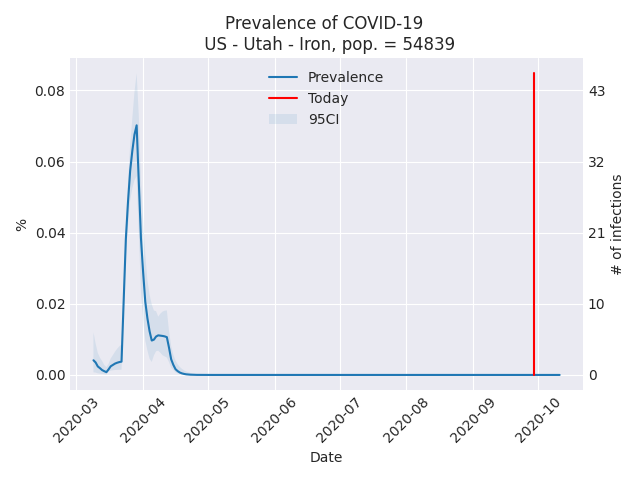 Prevalence of COVID-19
US - Utah - Iron, pop. = 54839
Prevalence
Today
95CI
%
0.08
0.06
0.04
0.02
0.00
43
32
21
10
0
# of infections
2020-03
2020-04
2020-05
2020-06
2020-07
2020-08
2020-09
2020-10
Date